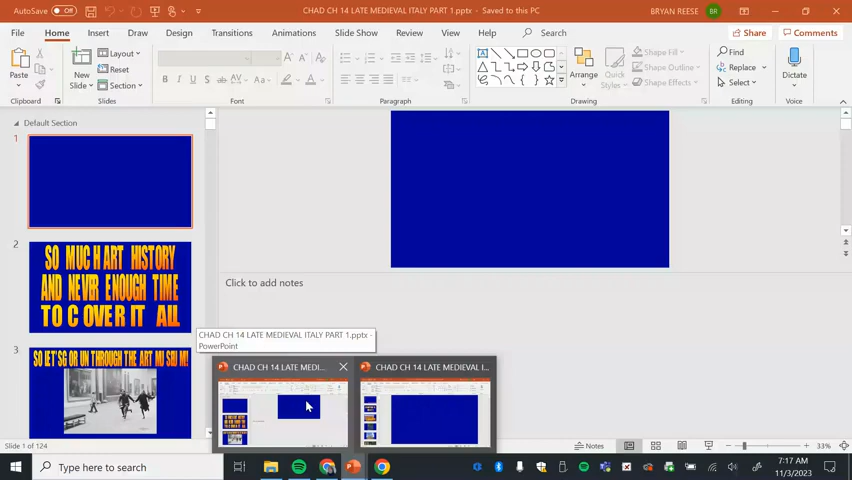 AutoSave Off
CHAD CH 14 LATE MEDIEVAL ITALY PART 1.pptx - Saved to this PC
BRYAN REESE BR
File Home Insert Draw Design Transitions Animations Slide Show Review View Help Search Share Comments
Paste
New Slides
Layout
Reset
Section
Arrange
Quick Styles
Shape Fill
Shape Outline
Shape Effects
Find
Replace
Select
Dictate
Clipboard Slides Font Paragraph Drawing Editing Voice
Default Section
1
2
SO MUCH ART HISTORY
AND NEVER ENOUGH TIME
TO COVER IT ALL
3
SO LET'S GO RUN THROUGH THE ART MUSEUM!
Click to add notes
CHAD CH 14 LATE MEDIEVAL ITALY PART 1.pptx -
PowerPoint
CHAD CH 14 LATE MEDI...
CHAD CH 14 LATE MEDIEVAL I...
Slide 1 of 124
Notes
33%
Type here to search
7:17 AM
11/3/2023